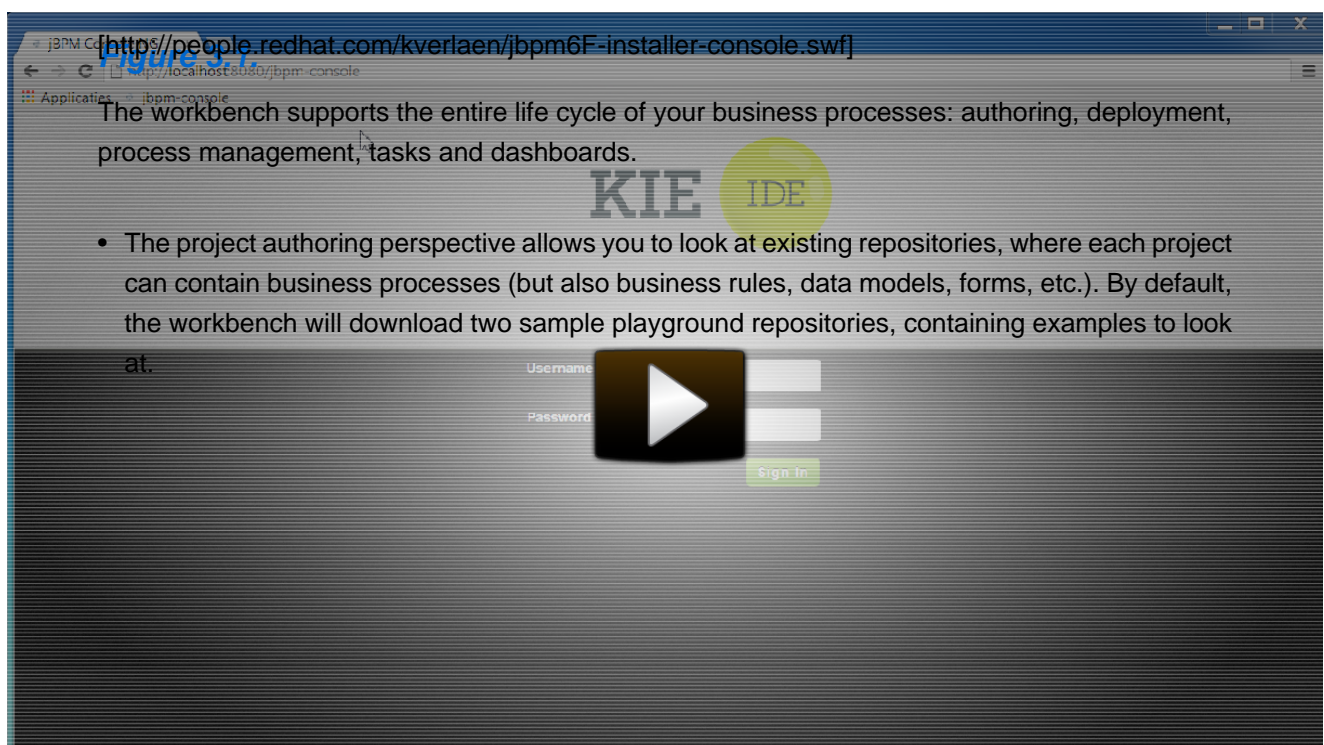 [http://people.redhat.com/kverlaen/jbpm6F-installer-console.swf]
jBPM
Figure 3.1.
http://localhost:8080/jbpm-console
Applicaties jbpm-console
The workbench supports the entire life cycle of your business processes: authoring, deployment,
process management, tasks and dashboards.
KIE IDE
• The project authoring perspective allows you to look at existing repositories, where each project
can contain business processes (but also business rules, data models, forms, etc.). By default,
the workbench will download two sample playground repositories, containing examples to look
at.
Username
Password
Sign In